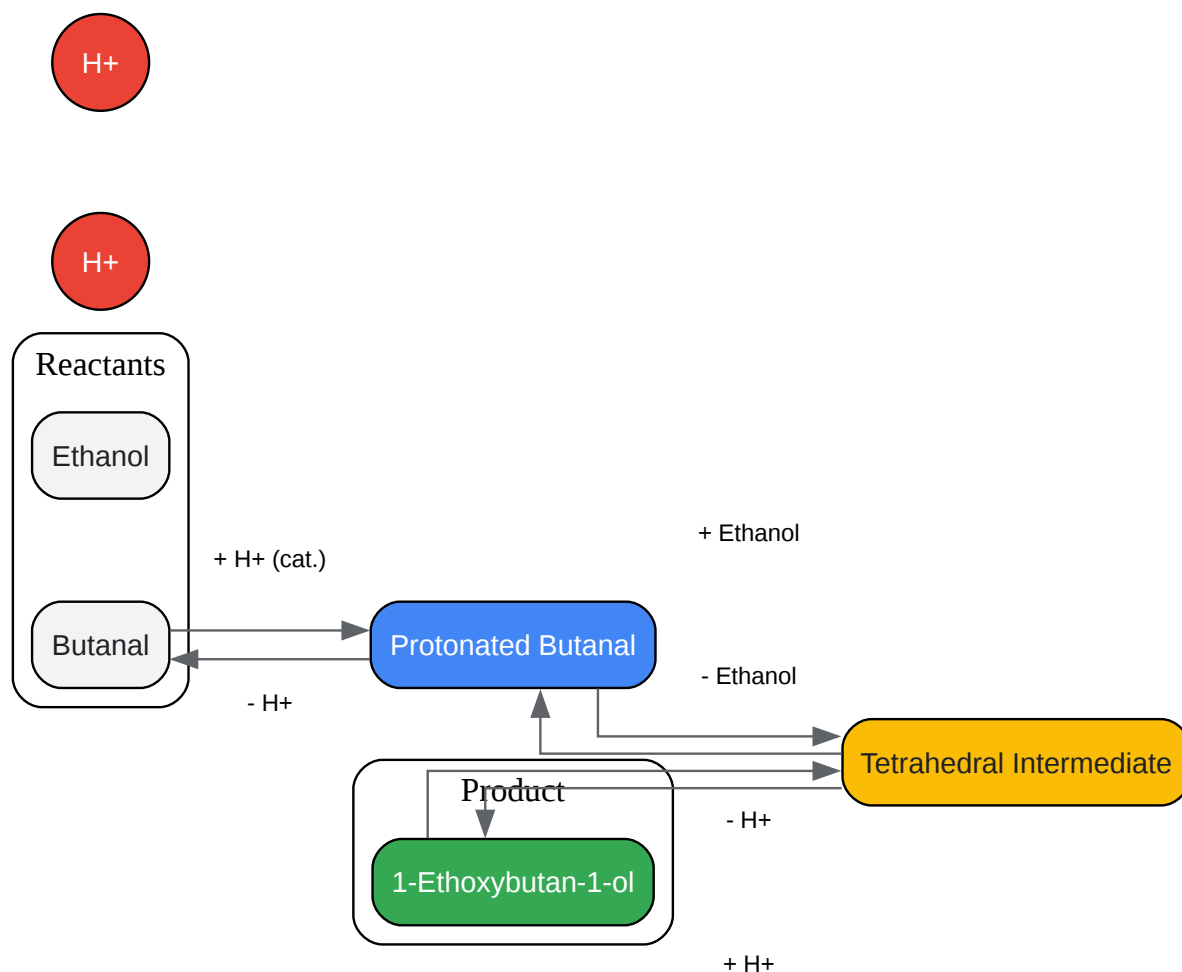 H+
H+
Reactants
Ethanol
+ Ethanol
+ H+ (cat.)
Butanal
Protonated Butanal
- Ethanol
- H+
Tetrahedral Intermediate
Product
- H+
1-Ethoxybutan-1-ol
+ H+